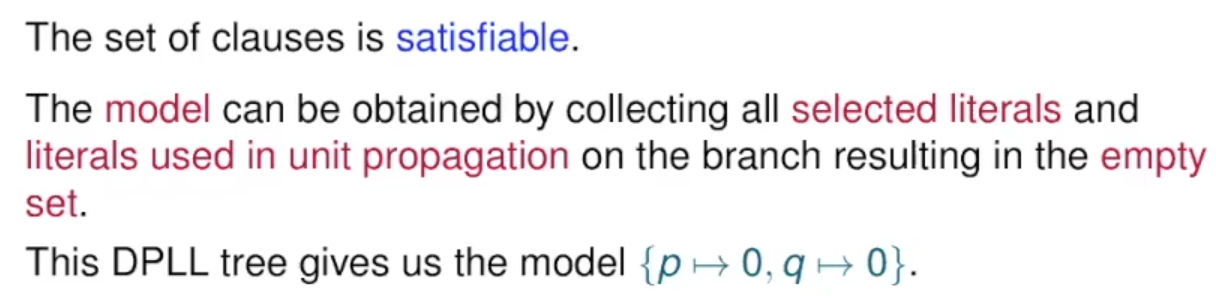 The set of clauses is satisfiable.
The model can be obtained by collecting all selected literals and
literals used in unit propagation on the branch resulting in the empty
set.
This DPLL tree gives us the model {p ↦ 0, q ↦ 0}.